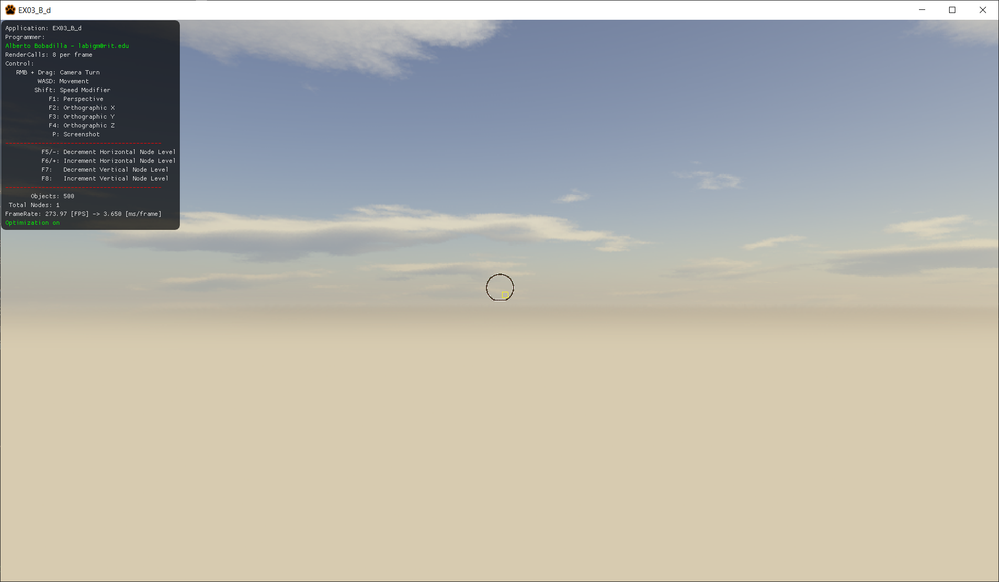 EX03_B_d
Application: EX03_B_d
Programmer:
Alberto Bobadilla - labigm@rit.edu
RenderCalls: 8 per frame
Control:
RMB + Drag: Camera Turn
WASD: Movement
Shift: Speed Modifier
F1: Perspective
F2: Orthographic X
F3: Orthographic Y
F4: Orthographic Z
P: Screenshot
-------------------------------------------
F5/-: Decrement Horizontal Node Level
F6/+: Increment Horizontal Node Level
F7: Decrement Vertical Node Level
F8: Increment Vertical Node Level
-------------------------------------------
Objects: 500
Total Nodes: 1
FrameRate: 273.97 [FPS] -> 3.650 [ms/frame]
Optimization on